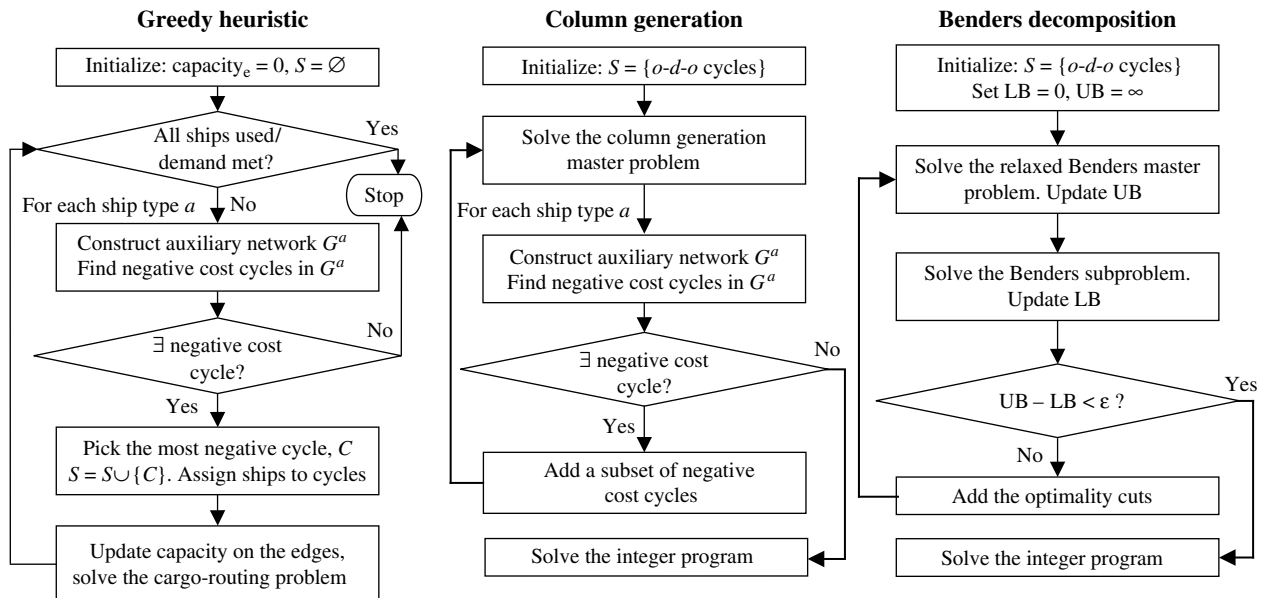 Greedy heuristic
Initialize: capacity_e = 0, S = ∅
All ships used/
demand met?
Yes
Stop
For each ship type a
No
Construct auxiliary network G^a
Find negative cost cycles in G^a
No
∃ negative cost
cycle?
Yes
Pick the most negative cycle, C
S = S∪{C}. Assign ships to cycles
Update capacity on the edges,
solve the cargo-routing problem
Column generation
Initialize: S = {o-d-o cycles}
Solve the column generation
master problem
For each ship type a
Construct auxiliary network G^a
Find negative cost cycles in G^a
No
∃ negative cost
cycle?
Yes
Add a subset of negative
cost cycles
Solve the integer program
Benders decomposition
Initialize: S = {o-d-o cycles}
Set LB = 0, UB = ∞
Solve the relaxed Benders master
problem. Update UB
Solve the Benders subproblem.
Update LB
Yes
UB – LB < ε ?
No
Add the optimality cuts
Solve the integer program